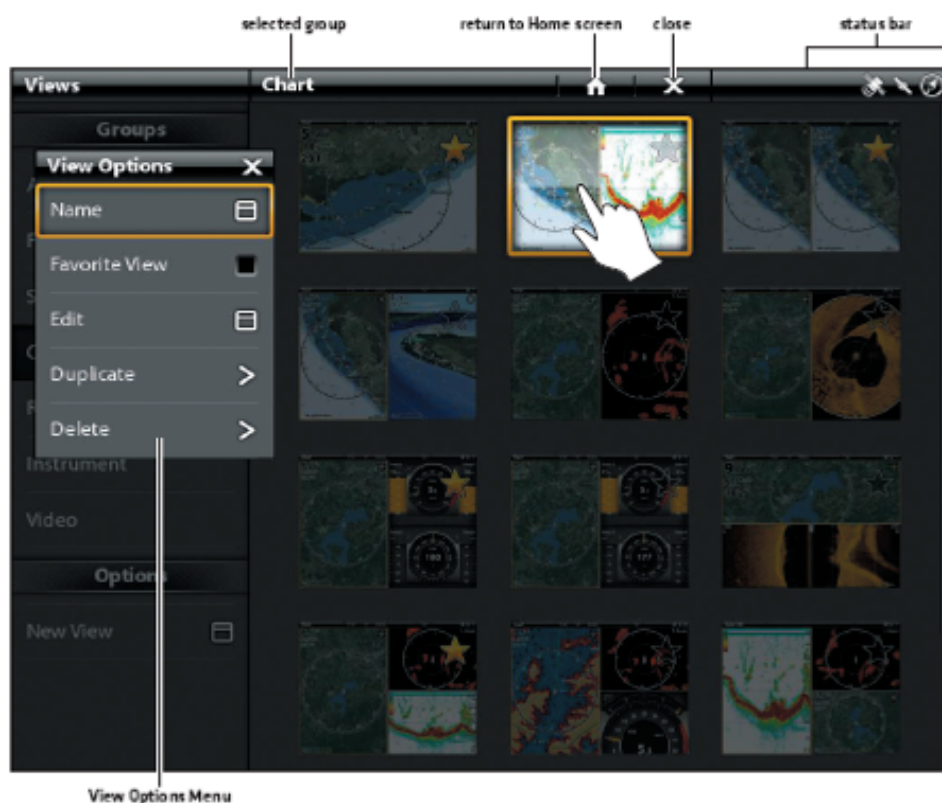 selected group
return to Home screen
close
status bar
Views
Chart
Groups
View Options
Name
Favorite View
Edit
Duplicate
Delete
Instrument
Video
Options
New View
View Options Menu